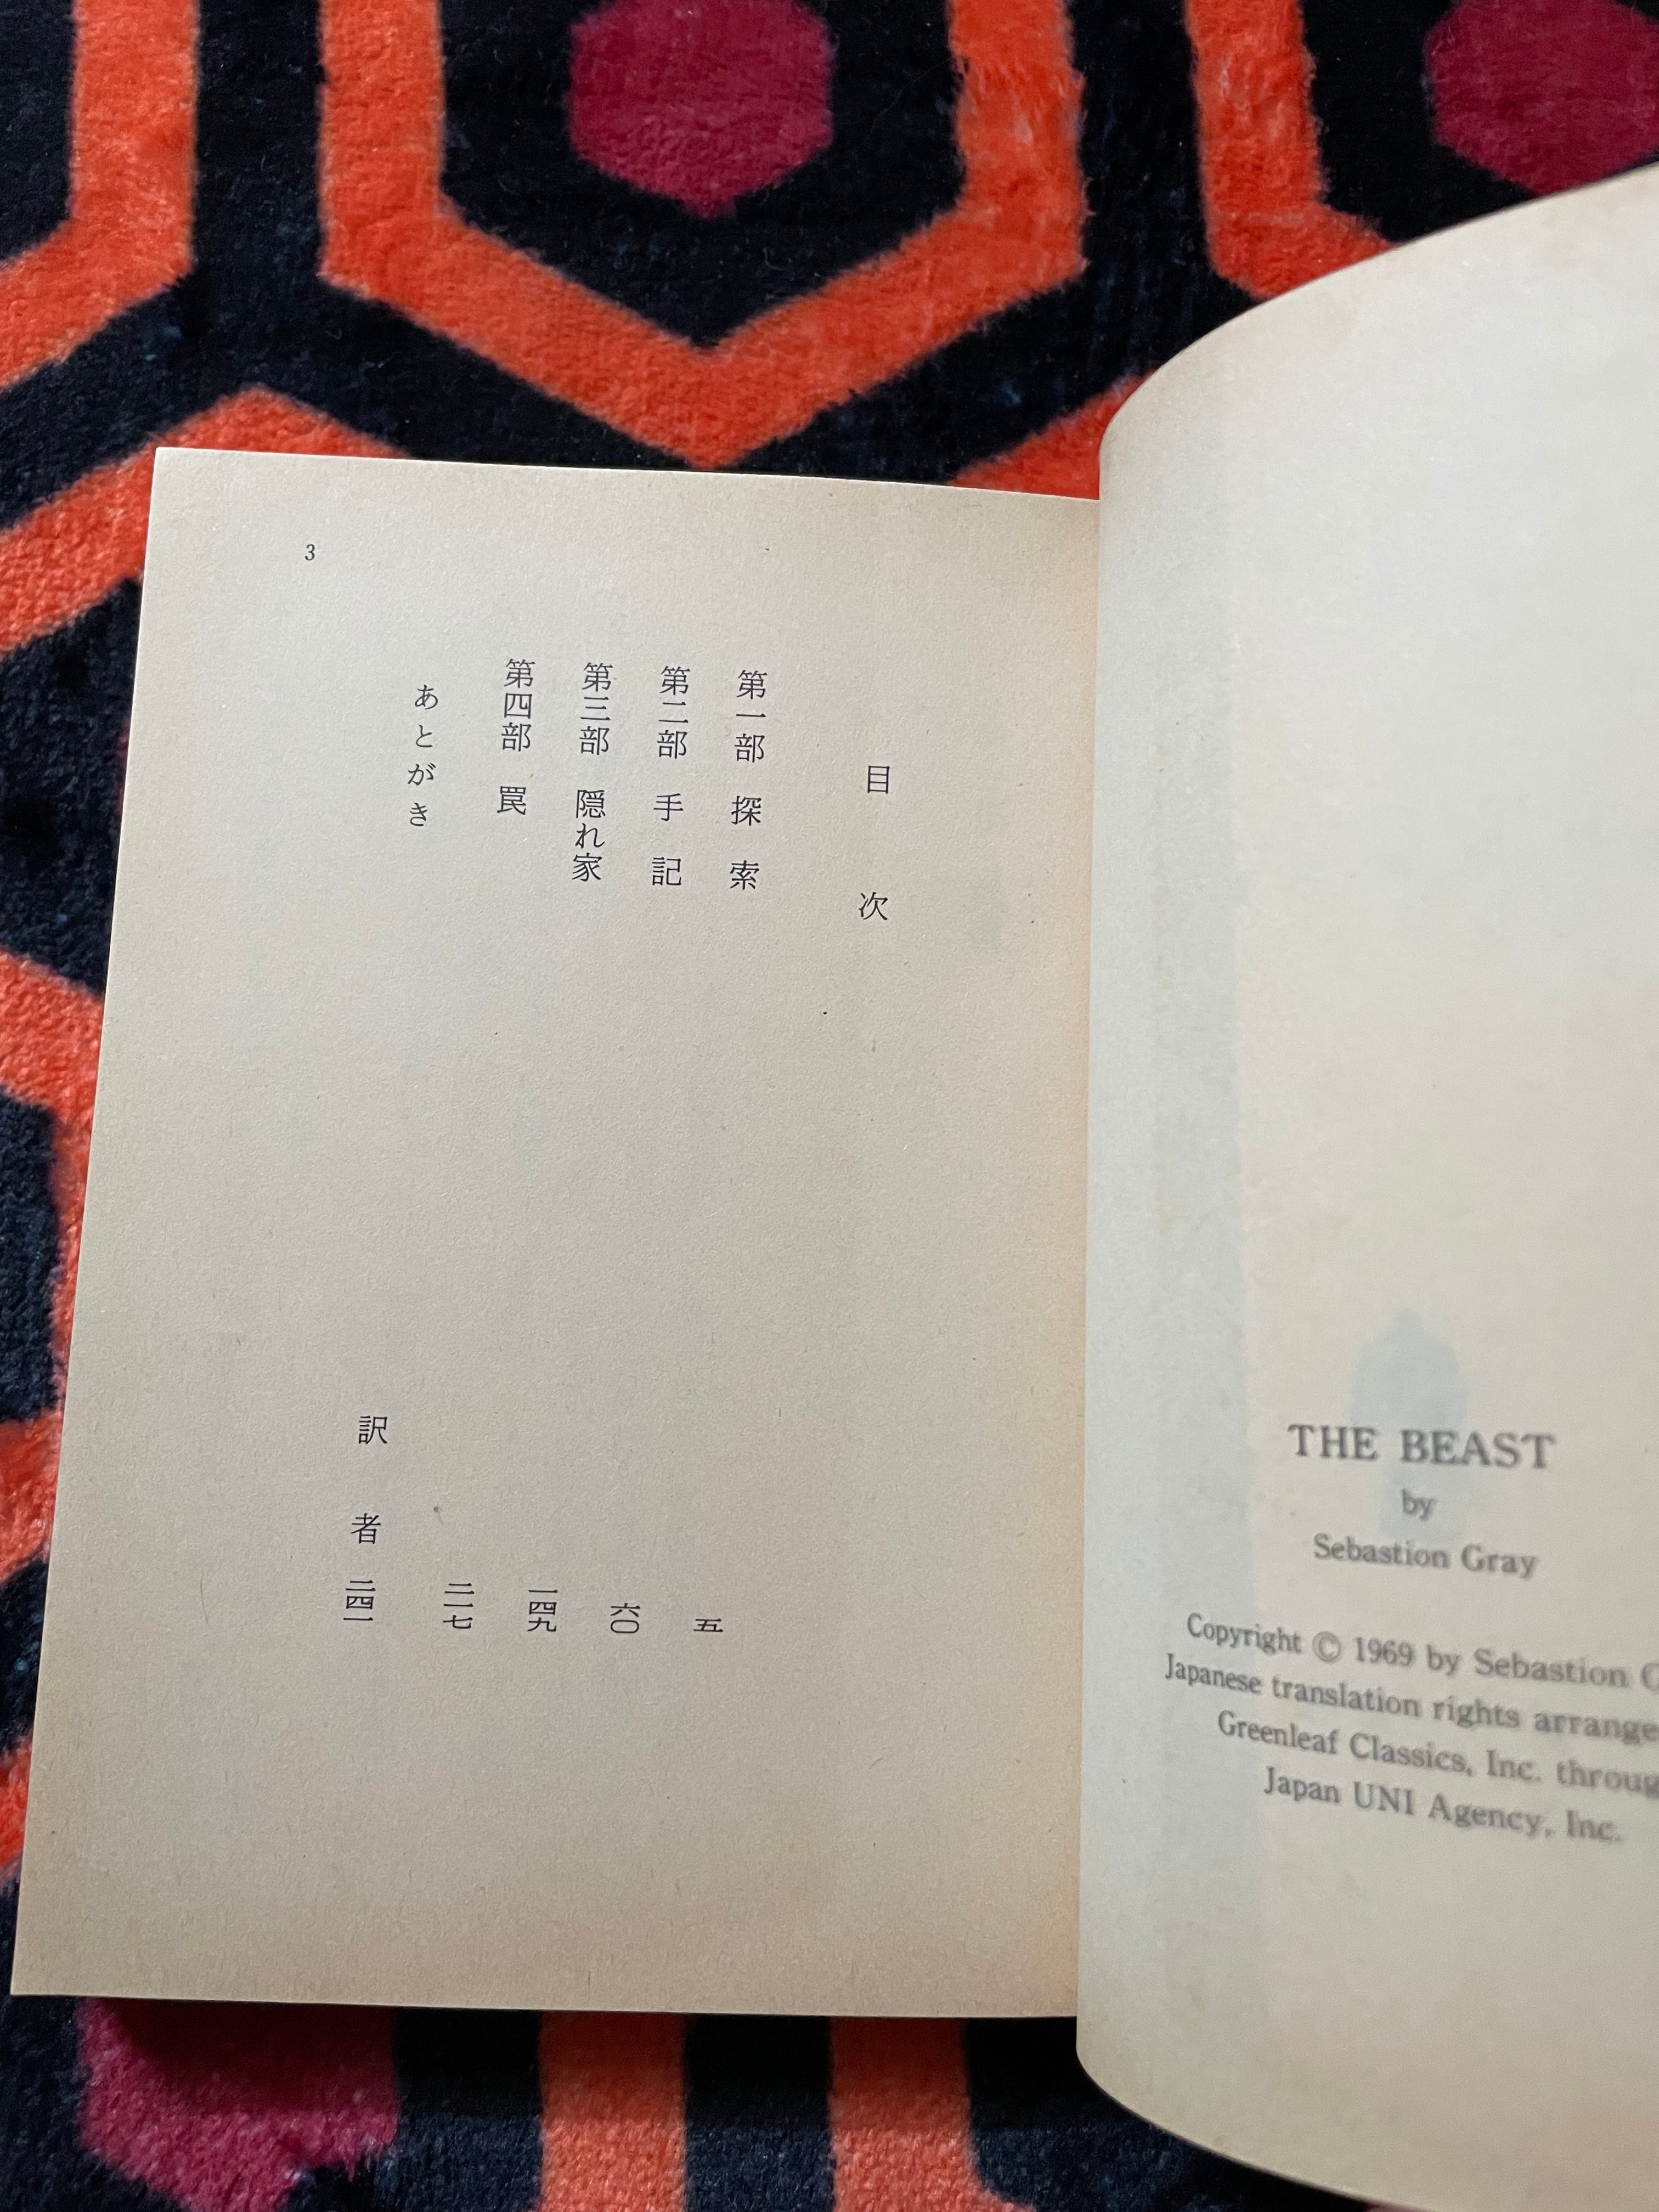 THE BEAST
by
Sebastion Gray
Copyright © 1969 by Sebastion
Japanese translation rights
Greenleaf Classics, Inc.
Japan UNI Agency, Inc.
目次
第一部 探索 五
第二部 手記 六〇
第三部 隠れ家 一四九
第四部 罠 二一七
あとがき 訳者 二四一
3